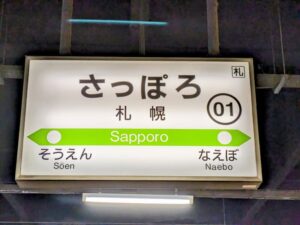 札
さっぽろ
札幌
01
Sapporo
そうえん なえぼ
Sōen Naebo